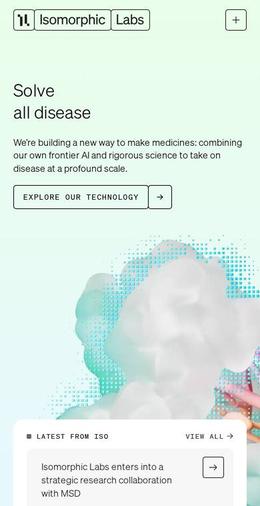 Isomorphic Labs
Solve
all disease
We're building a new way to make medicines: combining
our own frontier AI and rigorous science to take on
disease at a profound scale.
EXPLORE OUR TECHNOLOGY
LATEST FROM ISO
VIEW ALL
Isomorphic Labs enters into a
strategic research collaboration
with MSD